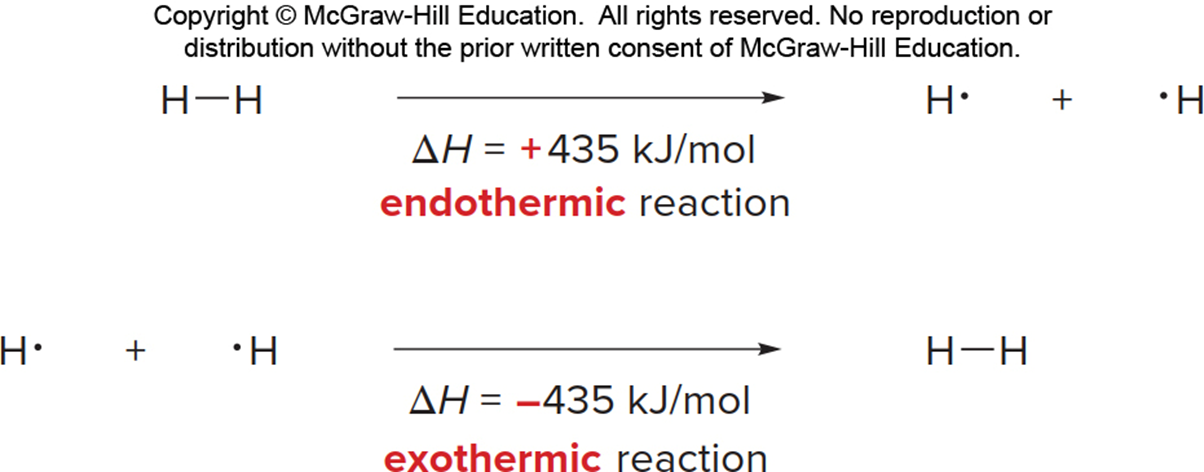 Copyright © McGraw-Hill Education. All rights reserved. No reproduction or
distribution without the prior written consent of McGraw-Hill Education.
H—H H• + •H
ΔH = +435 kJ/mol
endothermic reaction
H• + •H H—H
ΔH = –435 kJ/mol
exothermic reaction